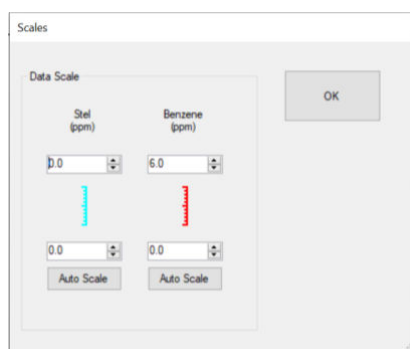 Scales
Data Scale
OK
Stel Benzene
(ppm) (ppm)
0.0 6.0
0.0 0.0
Auto Scale Auto Scale